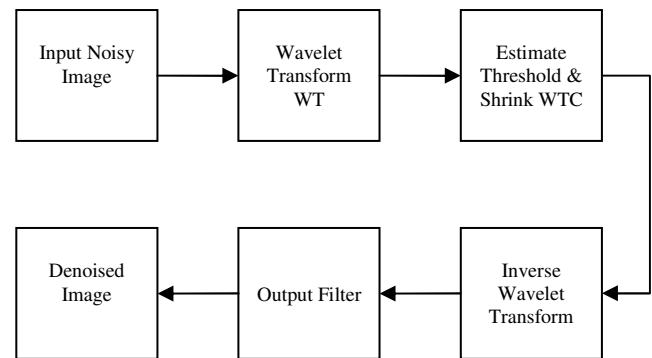 Input Noisy
Image
Wavelet
Transform
WT
Estimate
Threshold &
Shrink WTC
Denoised
Image
Output Filter
Inverse
Wavelet
Transform